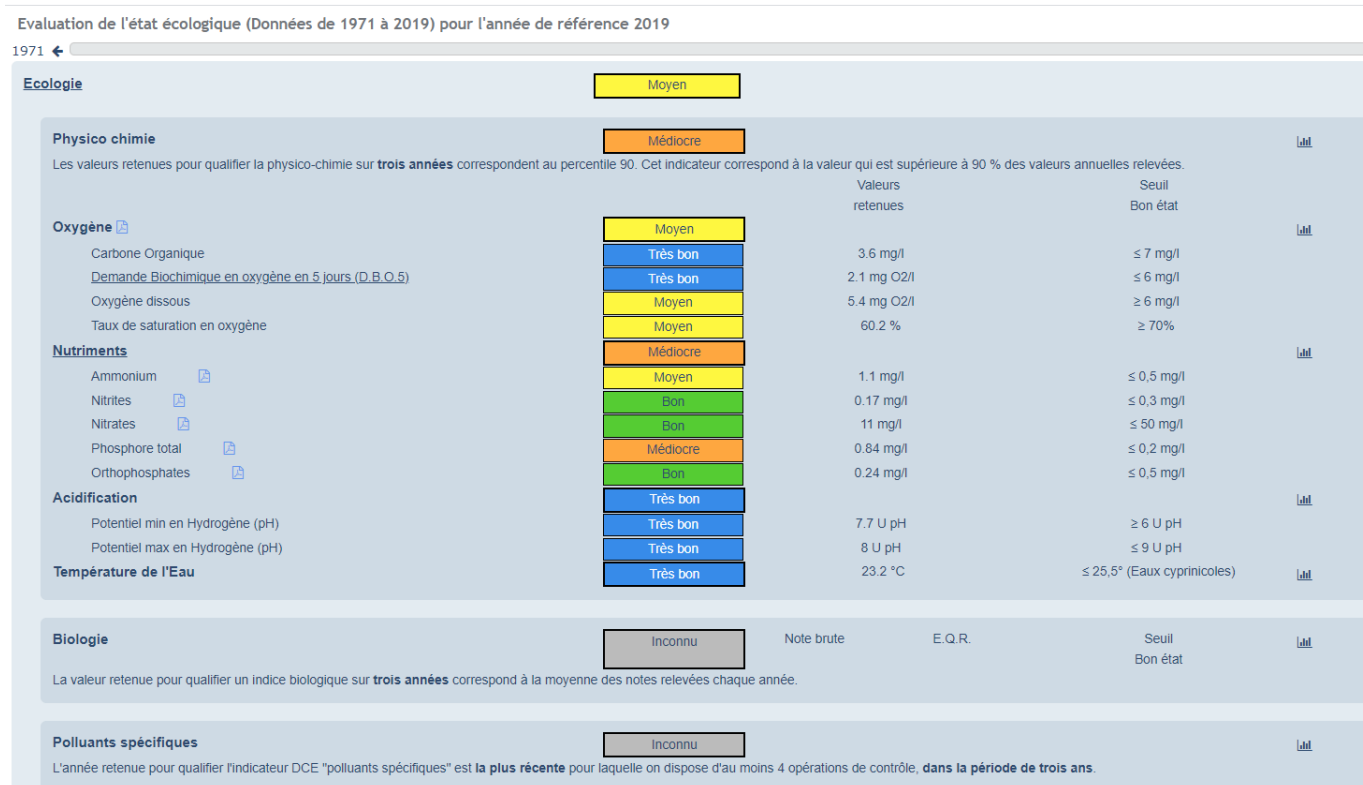 Evaluation de l'état écologique (Données de 1971 à 2019) pour l'année de référence 2019
1971
Ecologie Moyen
Physico chimie Médiocre
Les valeurs retenues pour qualifier la physico-chimie sur trois années correspondent au percentile 90. Cet indicateur correspond à la valeur qui est supérieure à 90 % des valeurs annuelles relevées.
Valeurs Seuil
retenues Bon état
Oxygène Moyen
Carbone Organique Très bon 3.6 mg/l ≤ 7 mg/l
Demande Biochimique en oxygène en 5 jours (D.B.O.5) Très bon 2.1 mg O2/l ≤ 6 mg/l
Oxygène dissous Moyen 5.4 mg O2/l ≥ 6 mg/l
Taux de saturation en oxygène Moyen 60.2 % ≥ 70%
Nutriments Médiocre
Ammonium Moyen 1.1 mg/l ≤ 0,5 mg/l
Nitrites Bon 0.17 mg/l ≤ 0,3 mg/l
Nitrates Bon 11 mg/l ≤ 50 mg/l
Phosphore total Médiocre 0.84 mg/l ≤ 0,2 mg/l
Orthophosphates Bon 0.24 mg/l ≤ 0,5 mg/l
Acidification Très bon
Potentiel min en Hydrogène (pH) Très bon 7.7 U pH ≥ 6 U pH
Potentiel max en Hydrogène (pH) Très bon 8 U pH ≤ 9 U pH
Température de l'Eau Très bon 23.2 °C ≤ 25,5° (Eaux cyprinicoles)
Biologie Inconnu Note brute E.Q.R. Seuil
Bon état
La valeur retenue pour qualifier un indice biologique sur trois années correspond à la moyenne des notes relevées chaque année.
Polluants spécifiques Inconnu
L'année retenue pour qualifier l'indicateur DCE "polluants spécifiques" est la plus récente pour laquelle on dispose d'au moins 4 opérations de contrôle, dans la période de trois ans.